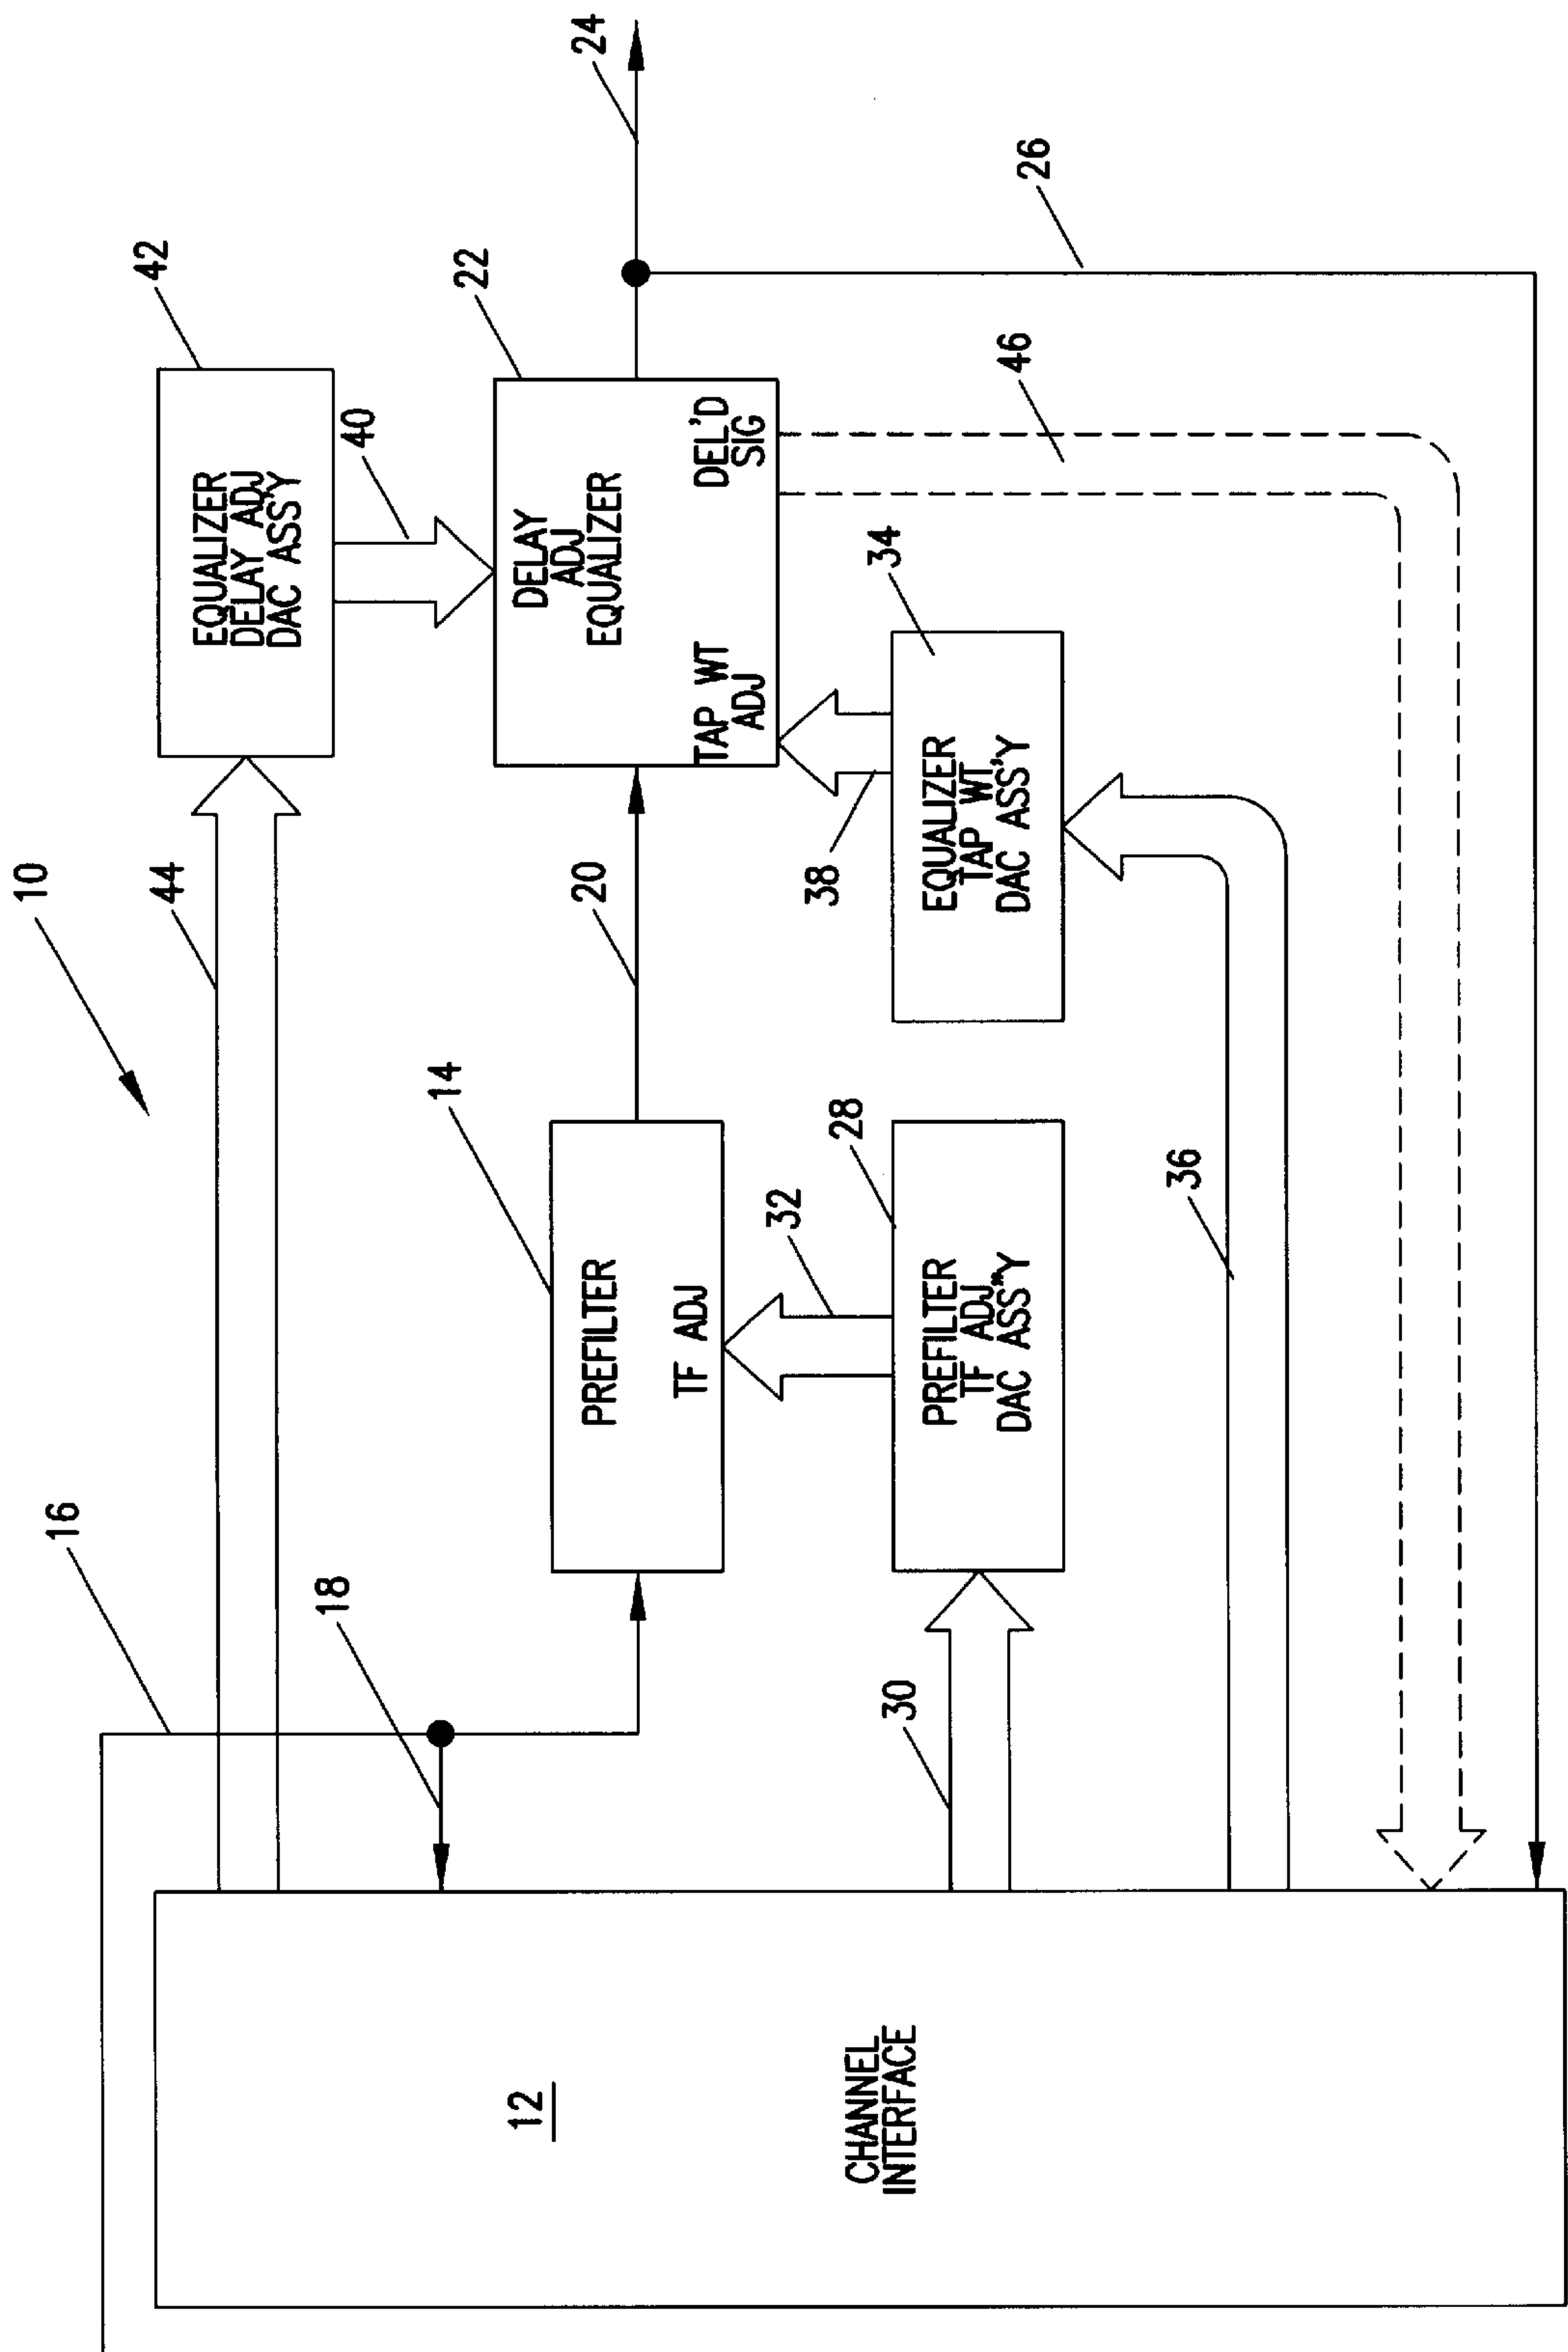 10
16
44
42
EQUALIZER
DELAY ADJ
DAC ASS'Y
18
40
14
20
22
24
12
PREFILTER
TF ADJ
DELAY
ADJ
EQUALIZER
TAP WT
ADJ
DEL'D
SIG
32
38
CHANNEL
INTERFACE
30
28
PREFILTER
TF ADJ
DAC ASS"Y
34
EQUALIZER
TAP WT
DAC ASS'Y
46
26
36